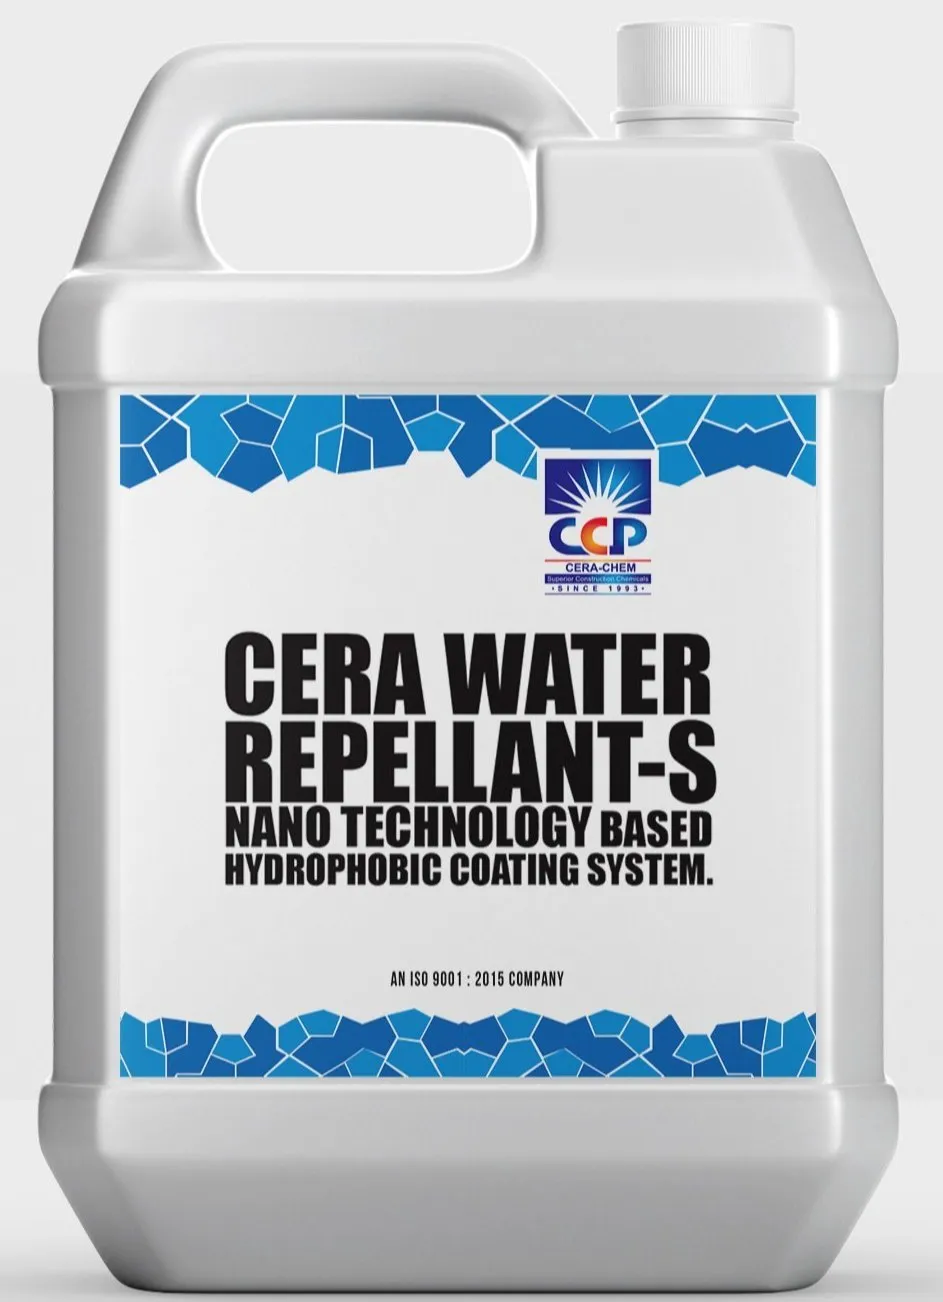 CCP
CERA-CHEM
Superior Construction Chemicals
• SINCE 1993 •
CERA WATER
REPELLANT-S
NANO TECHNOLOGY BASED
HYDROPHOBIC COATING SYSTEM.
AN ISO 9001 : 2015 COMPANY